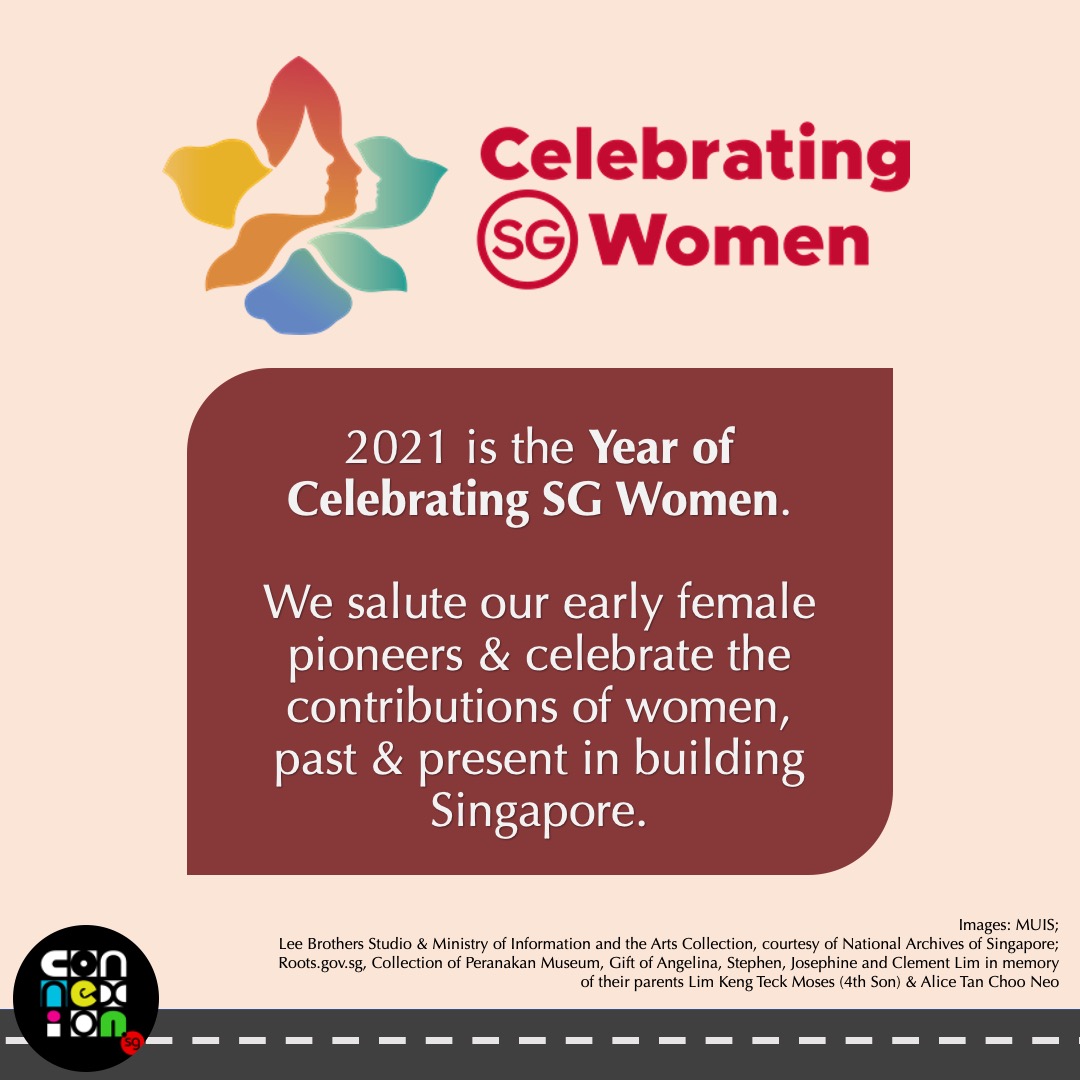 Celebrating
SG Women
2021 is the Year of
Celebrating SG Women.
We salute our early female
pioneers & celebrate the
contributions of women,
past & present in building
Singapore.
Images: MUIS;
Lee Brothers Studio & Ministry of Information and the Arts Collection, courtesy of National Archives of Singapore;
Roots.gov.sg, Collection of Peranakan Museum, Gift of Angelina, Stephen, Josephine and Clement Lim in memory
of their parents Lim Keng Teck Moses (4th Son) & Alice Tan Choo Neo
con
nex
ion
sg